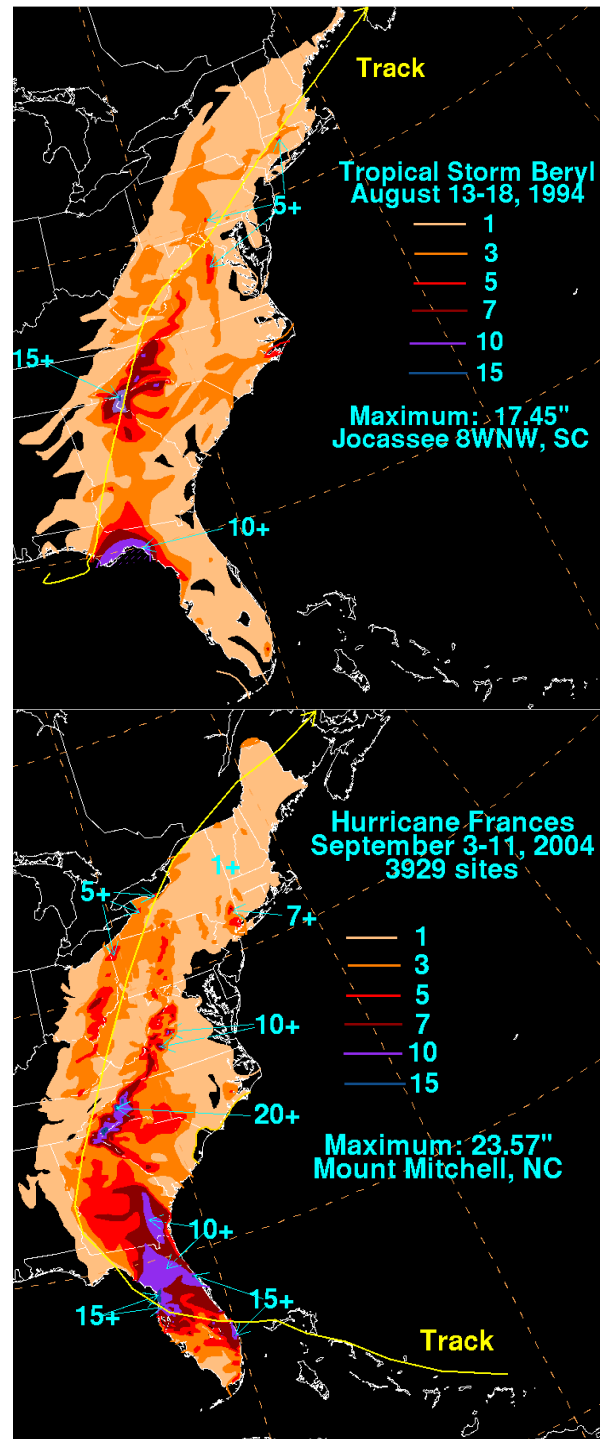 Track
Tropical Storm Beryl
August 13-18, 1994
1
3
5
7
10
15
5+
15+
Maximum: 17.45"
Jocassee 8WNW, SC
10+
Hurricane Frances
September 3-11, 2004
3929 sites
1+
5+
7+
1
3
5
7
10
15
10+
20+
Maximum: 23.57"
Mount Mitchell, NC
10+
15+
15+
Track